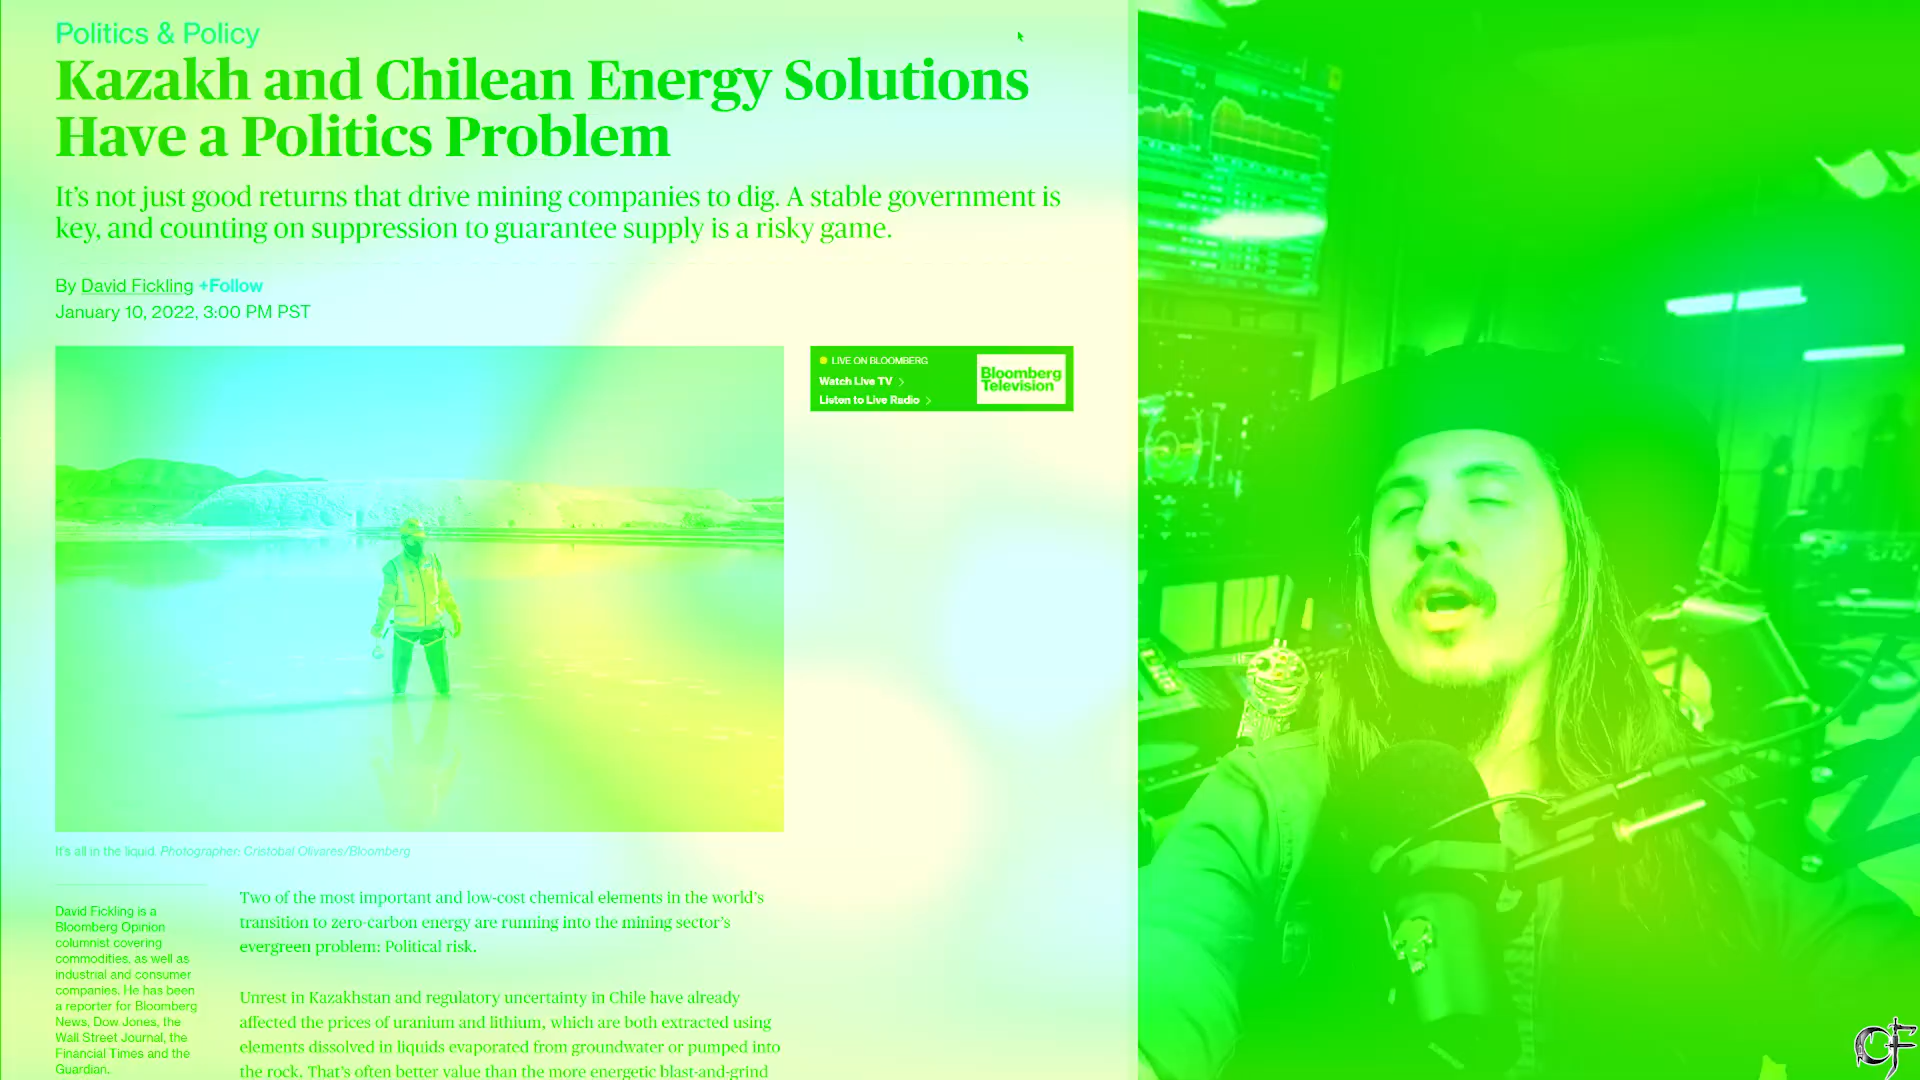 Politics & Policy
Kazakh and Chilean Energy Solutions
Have a Politics Problem
It's not just good returns that drive mining companies to dig. A stable government is
key, and counting on suppression to guarantee supply is a risky game.
By David Fickling +Follow
January 10, 2022, 3:00 PM PST
LIVE ON BLOOMBERG
Watch Live TV >
Listen to Live Radio >
Bloomberg
Television
It's all in the liquid. Photographer: Cristobal Olivares/Bloomberg
David Fickling is a
Bloomberg Opinion
columnist covering
commodities, as well as
industrial and consumer
companies. He has been
a reporter for Bloomberg
News, Dow Jones, the
Wall Street Journal, the
Financial Times and the
Guardian.
Two of the most important and low-cost chemical elements in the world's
transition to zero-carbon energy are running into the mining sector's
evergreen problem: Political risk.
Unrest in Kazakhstan and regulatory uncertainty in Chile have already
affected the prices of uranium and lithium, which are both extracted using
elements dissolved in liquids evaporated from groundwater or pumped into
the rock. That's often better value than the more energetic blast-and-grind
CF